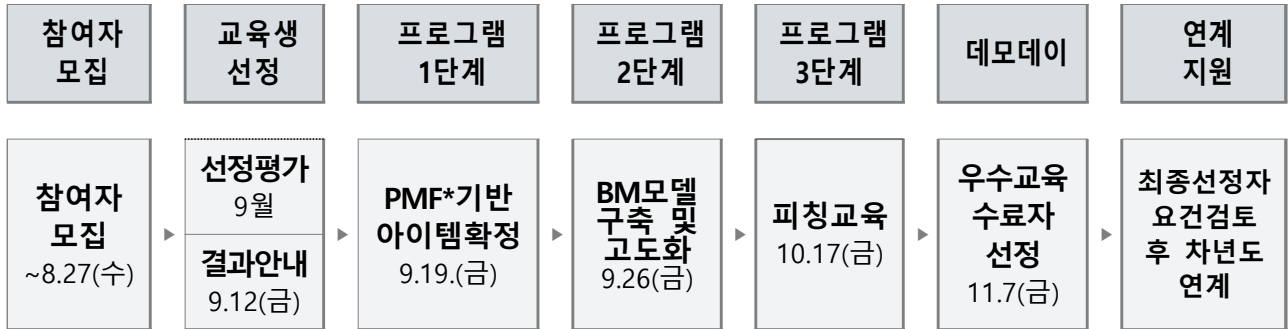 참여자
모집
교육생
선정
프로그램
1단계
프로그램
2단계
프로그램
3단계
데모데이
연계
지원
참여자
모집
~8.27(수)
선정평가
9월
결과안내
9.12(금)
PMF*기반
아이템확정
9.19.(금)
BM모델
구축 및
고도화
9.26(금)
피칭교육
10.17(금)
우수교육
수료자
선정
11.7(금)
최종선정자
요건검토
후 차년도
연계